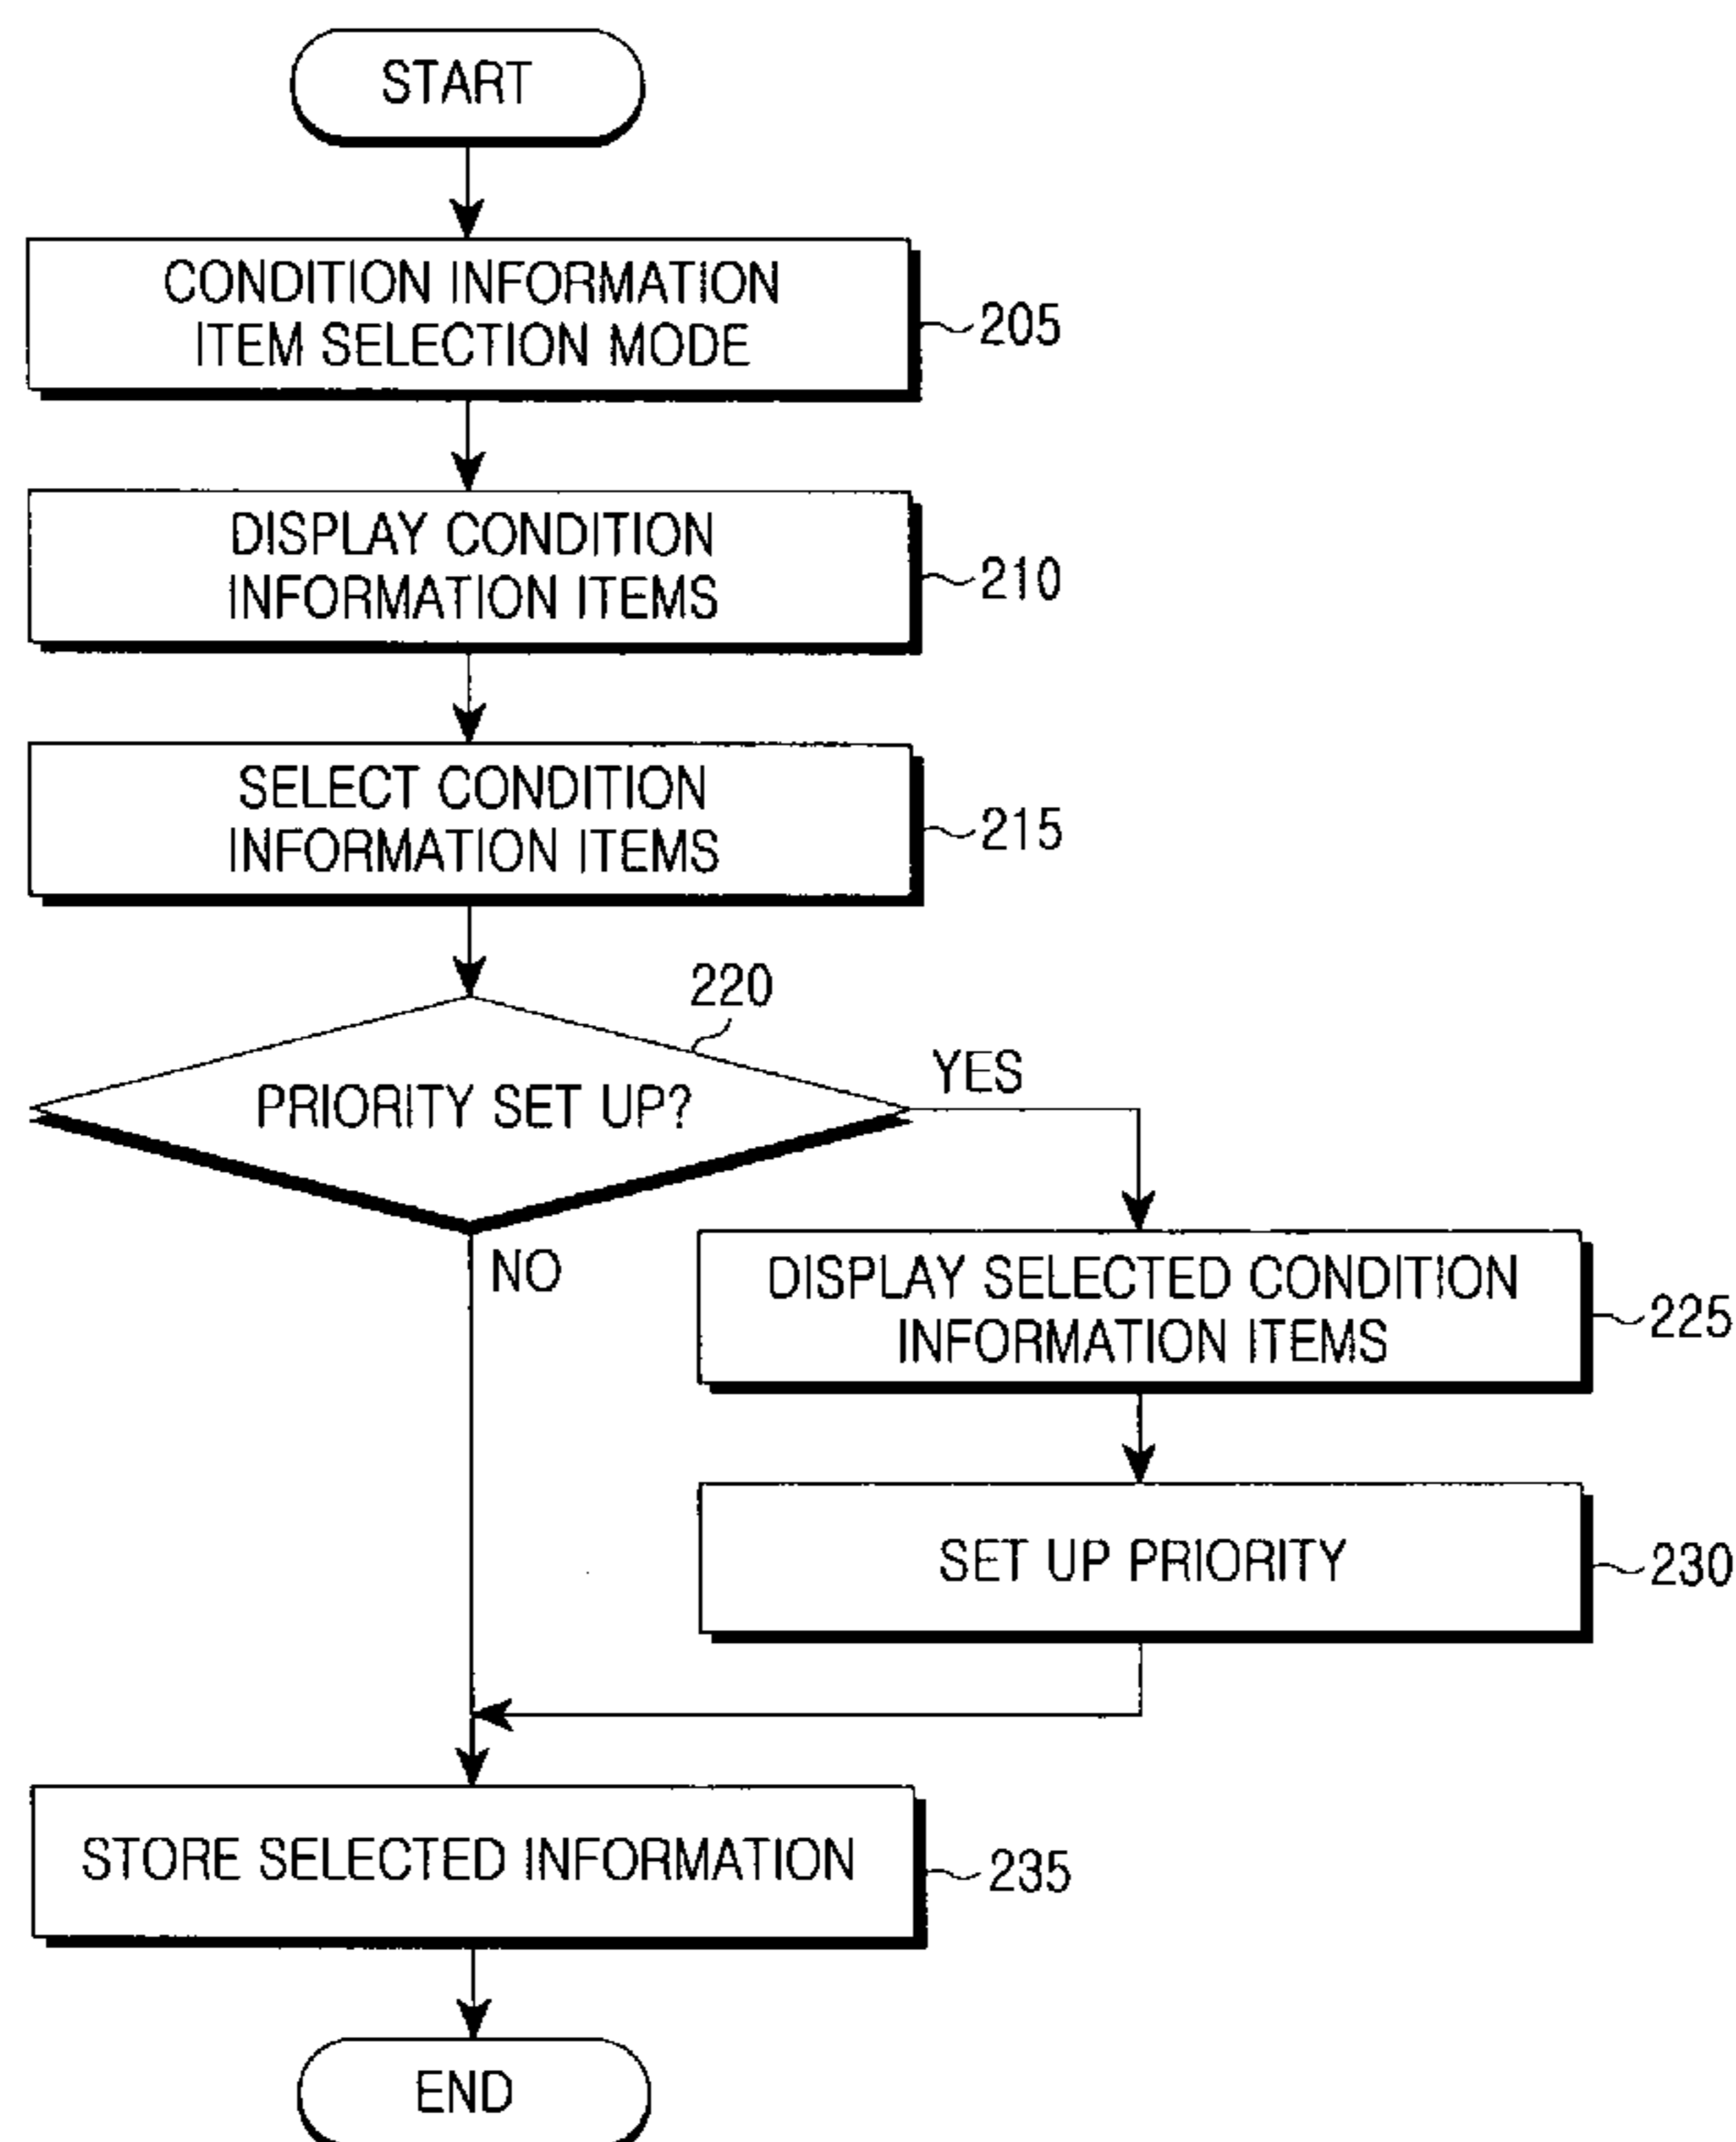 START
CONDITION INFORMATION
ITEM SELECTION MODE
205
DISPLAY CONDITION
INFORMATION ITEMS
210
SELECT CONDITION
INFORMATION ITEMS
215
220
PRIORITY SET UP?
YES
NO
DISPLAY SELECTED CONDITION
INFORMATION ITEMS
225
SET UP PRIORITY
230
STORE SELECTED INFORMATION
235
END